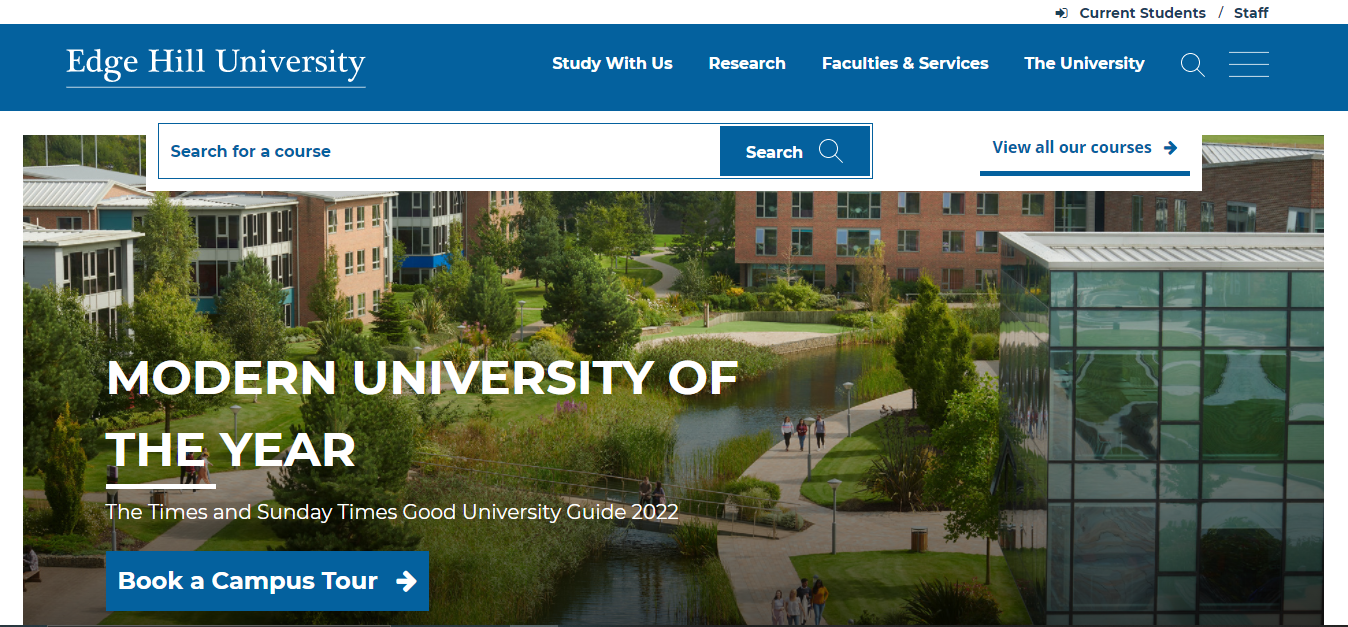 Current Students / Staff
Edge Hill University
Study With Us
Research
Faculties & Services
The University
Search for a course
Search
View all our courses
MODERN UNIVERSITY OF
THE YEAR
The Times and Sunday Times Good University Guide 2022
Book a Campus Tour